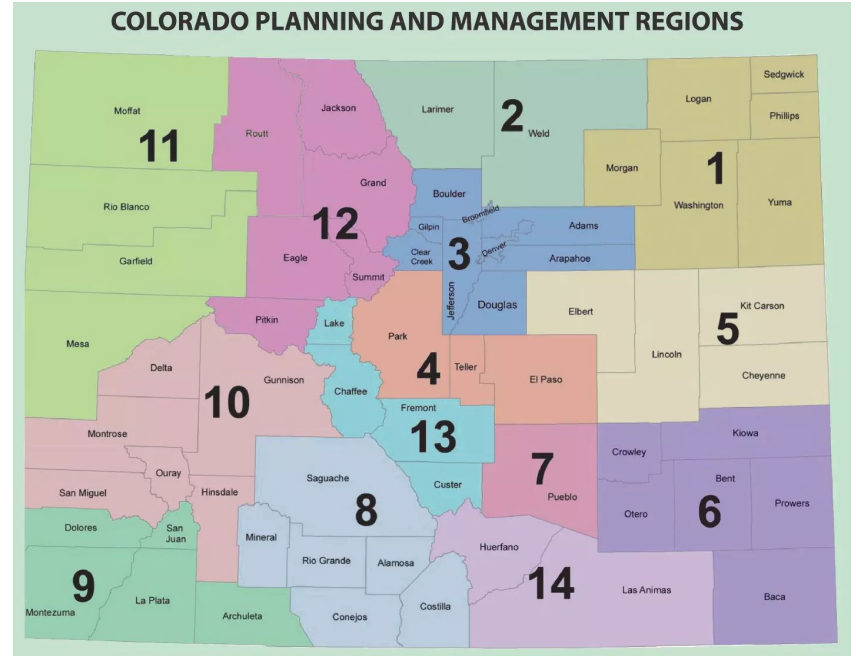 COLORADO PLANNING AND MANAGEMENT REGIONS
Sedgwick
Logan
Phillips
Moffat
Jackson
Larimer
2
Weld
Routt
11
Morgan
1
Washington
Yuma
Grand
Boulder
Rio Blanco
12
Gilpin
Broomfield
Adams
Eagle
Clear
Creek
3
Denver
Arapahoe
Garfield
Summit
Jefferson
Douglas
Elbert
Kit Carson
5
Pitkin
Lake
Park
Mesa
Lincoln
Delta
Gunnison
4
Teller
El Paso
Cheyenne
10
Chaffee
Fremont
13
Montrose
Kiowa
Crowley
Ouray
Saguache
Custer
7
Pueblo
Bent
San Miguel
Hinsdale
8
Otero
6
Prowers
Dolores
San
Juan
Mineral
Huerfano
Rio Grande
Alamosa
9
14
Las Animas
Montezuma
La Plata
Archuleta
Conejos
Costilla
Baca